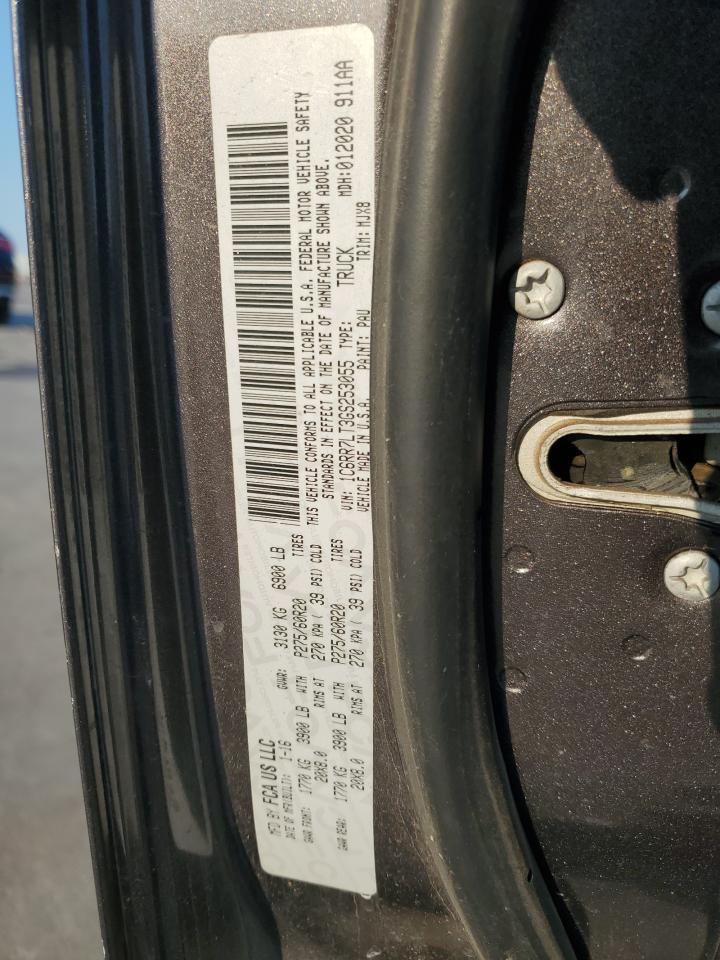 MFD BY FCA US LLC
DATE OF MFR(BUILT): 1-16 GVWR: 3130 KG 6900 LB
GAWR FRONT: 1770 KG 3900 LB WITH P275/60R20 TIRES
20X8.0 RIMS AT 270 KPA ( 39 PSI) COLD
GAWR REAR: 1770 KG 3900 LB WITH P275/60R20 TIRES
20X8.0 RIMS AT 270 KPA ( 39 PSI) COLD
THIS VEHICLE CONFORMS TO ALL APPLICABLE U.S.A. FEDERAL MOTOR VEHICLE SAFETY
STANDARDS IN EFFECT ON THE DATE OF MANUFACTURE SHOWN ABOVE.
VIN: 1C6RR7LT3GS253055 TYPE: TRUCK MDH:012020 911AA
VEHICLE MADE IN U.S.A. PAINT: PAU TRIM: MJX8